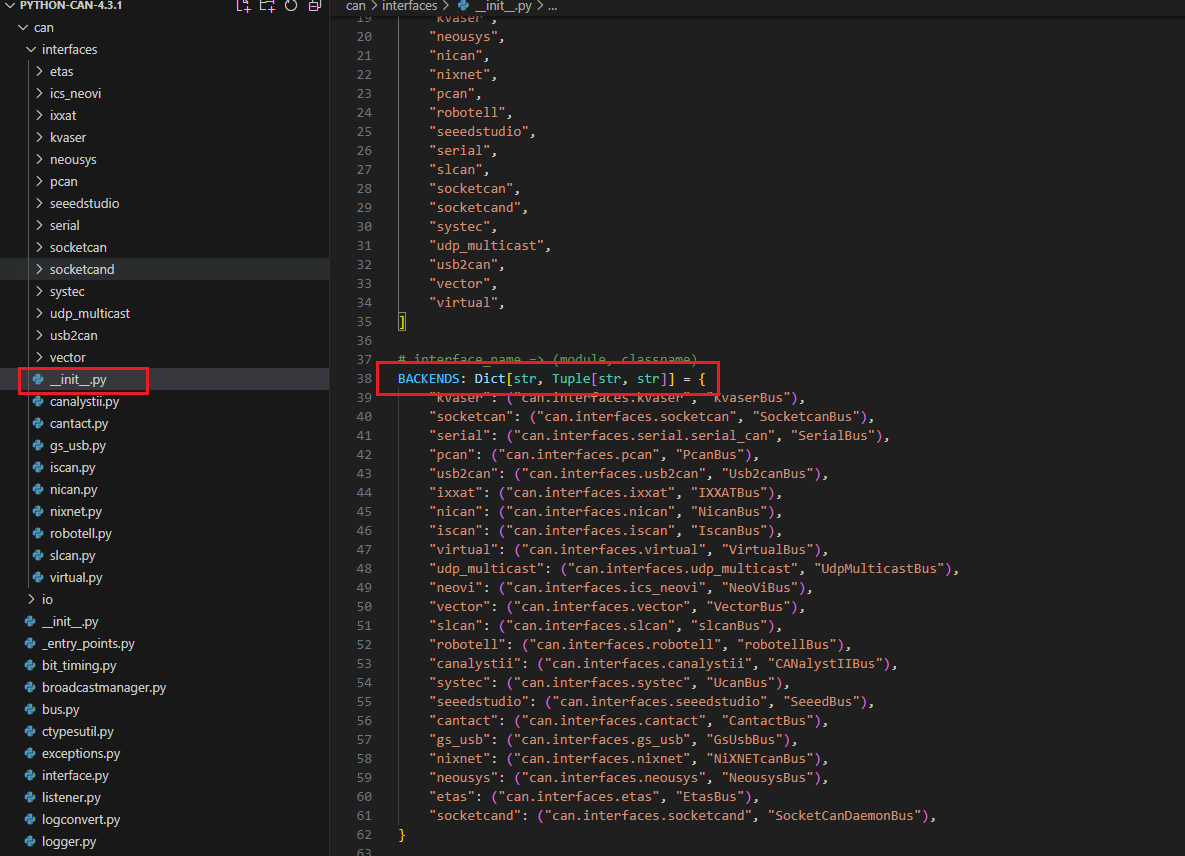 PYTHON-CAN-4.3.1
can
interfaces
etas
ics_neovi
ixxat
kvaser
neousys
pcan
seeedstudio
serial
socketcan
socketcand
systec
udp_multicast
usb2can
vector
__init__.py
canalystii.py
cantact.py
gs_usb.py
iscan.py
nican.py
nixnet.py
robotell.py
slcan.py
virtual.py
io
__init__.py
_entry_points.py
bit_timing.py
broadcastmanager.py
bus.py
ctypesutil.py
exceptions.py
interface.py
listener.py
logconvert.py
logger.py
can > interfaces > __init__.py > ...
19 "kvaser",
20 "neousys",
21 "nican",
22 "nixnet",
23 "pcan",
24 "robotell",
25 "seeedstudio",
26 "serial",
27 "slcan",
28 "socketcan",
29 "socketcand",
30 "systec",
31 "udp_multicast",
32 "usb2can",
33 "vector",
34 "virtual",
35 ]
36
37 # interface_name => (module, classname)
38 BACKENDS: Dict[str, Tuple[str, str]] = {
39 "kvaser": ("can.interfaces.kvaser", "KvaserBus"),
40 "socketcan": ("can.interfaces.socketcan", "SocketcanBus"),
41 "serial": ("can.interfaces.serial.serial_can", "SerialBus"),
42 "pcan": ("can.interfaces.pcan", "PcanBus"),
43 "usb2can": ("can.interfaces.usb2can", "Usb2canBus"),
44 "ixxat": ("can.interfaces.ixxat", "IXXATBus"),
45 "nican": ("can.interfaces.nican", "NicanBus"),
46 "iscan": ("can.interfaces.iscan", "IscanBus"),
47 "virtual": ("can.interfaces.virtual", "VirtualBus"),
48 "udp_multicast": ("can.interfaces.udp_multicast", "UdpMulticastBus"),
49 "neovi": ("can.interfaces.ics_neovi", "NeoViBus"),
50 "vector": ("can.interfaces.vector", "VectorBus"),
51 "slcan": ("can.interfaces.slcan", "slcanBus"),
52 "robotell": ("can.interfaces.robotell", "robotellBus"),
53 "canalystii": ("can.interfaces.canalystii", "CANalystIIBus"),
54 "systec": ("can.interfaces.systec", "UcanBus"),
55 "seeedstudio": ("can.interfaces.seeedstudio", "SeeedBus"),
56 "cantact": ("can.interfaces.cantact", "CantactBus"),
57 "gs_usb": ("can.interfaces.gs_usb", "GsUsbBus"),
58 "nixnet": ("can.interfaces.nixnet", "NiXNETcanBus"),
59 "neousys": ("can.interfaces.neousys", "NeousysBus"),
60 "etas": ("can.interfaces.etas", "EtasBus"),
61 "socketcand": ("can.interfaces.socketcand", "SocketCanDaemonBus"),
62 }
63